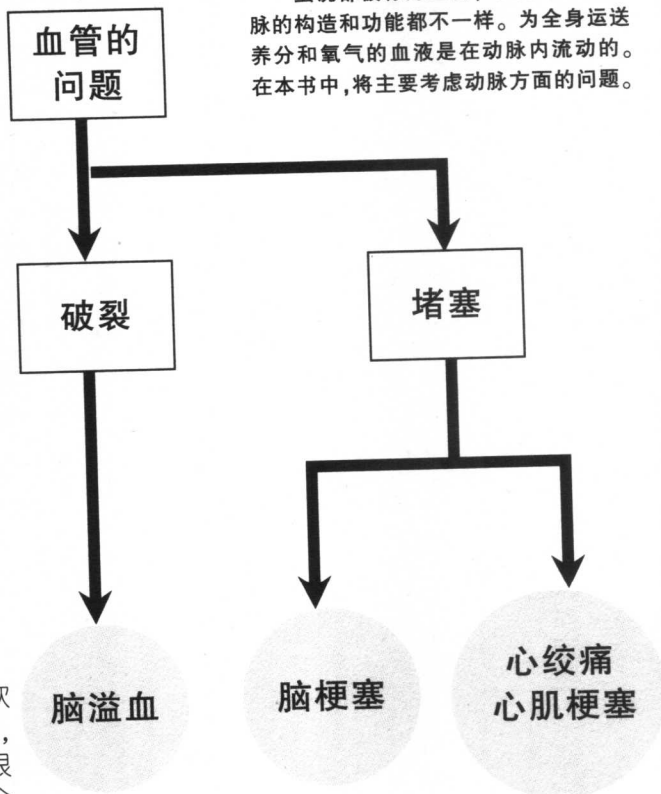 脉的构造和功能都不一样。为全身运送
养分和氧气的血液是在动脉内流动的。
在本书中,将主要考虑动脉方面的问题。
血管的
问题
破裂
堵塞
脑溢血
脑梗塞
心绞痛
心肌梗塞